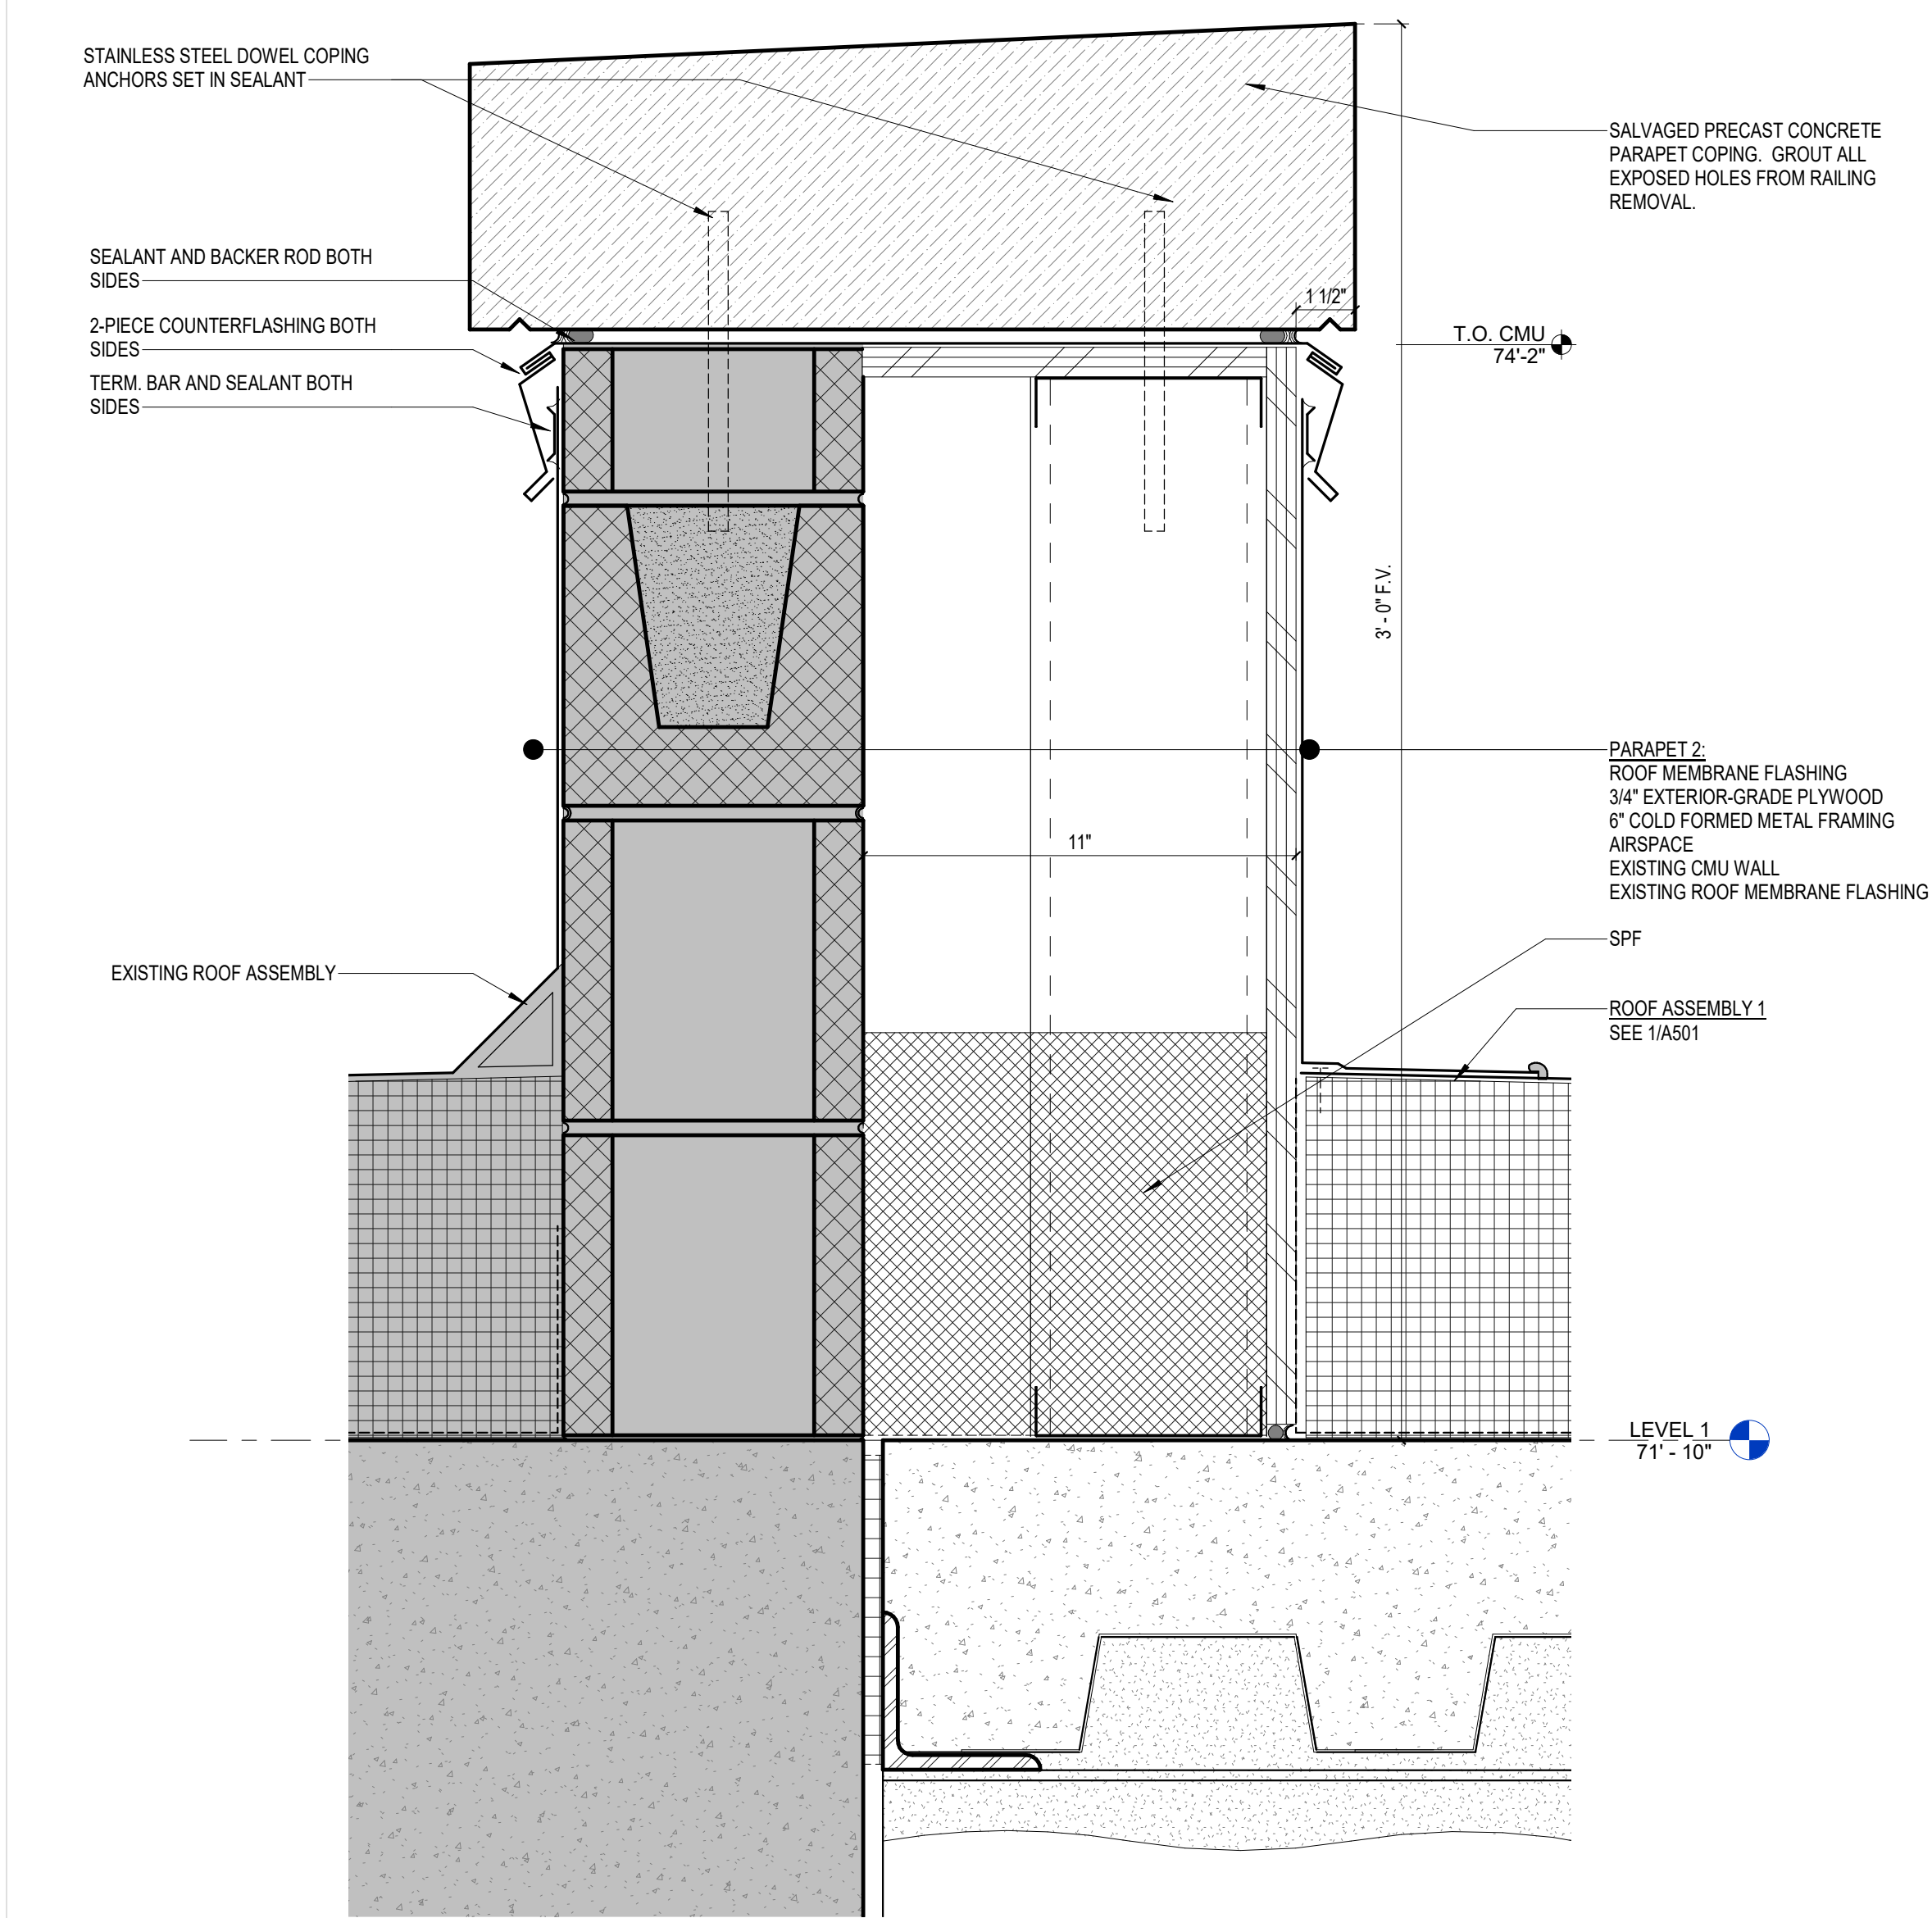 STAINLESS STEEL DOWEL COPING
ANCHORS SET IN SEALANT
SALVAGED PRECAST CONCRETE
PARAPET COPING.  GROUT ALL
EXPOSED HOLES FROM RAILING
REMOVAL.
SEALANT AND BACKER ROD BOTH
SIDES
1 1/2"
2-PIECE COUNTERFLASHING BOTH
SIDES
T.O. CMU
74'-2"
TERM. BAR AND SEALANT BOTH
SIDES
3' - 0" F.V.
PARAPET 2:
ROOF MEMBRANE FLASHING
3/4" EXTERIOR-GRADE PLYWOOD
6" COLD FORMED METAL FRAMING
AIRSPACE
EXISTING CMU WALL
EXISTING ROOF MEMBRANE FLASHING
11"
SPF
EXISTING ROOF ASSEMBLY
ROOF ASSEMBLY 1
SEE 1/A501
LEVEL 1
71' - 10"